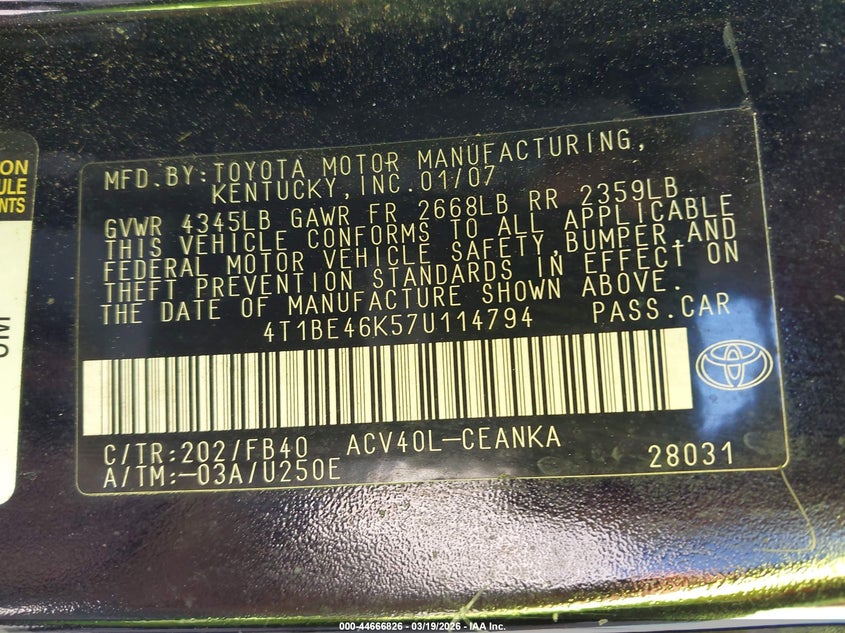 ON
ULE
NTS
MFD.BY:TOYOTA MOTOR MANUFACTURING,
KENTUCKY,INC.01/07
GVWR 4345LB GAWR FR 2668LB RR 2359LB
THIS VEHICLE CONFORMS TO ALL APPLICABLE
FEDERAL MOTOR VEHICLE SAFETY,BUMPER,AND
THEFT PREVENTION STANDARDS IN EFFECT ON
THE DATE OF MANUFACTURE SHOWN ABOVE.
4T1BE46K57U114794 PASS.CAR
C/TR:202/FB40 ACV40L-CEANKA
A/TM:-03A/U250E 28031
000-44666826 - 03/19/2026 - IAA Inc.